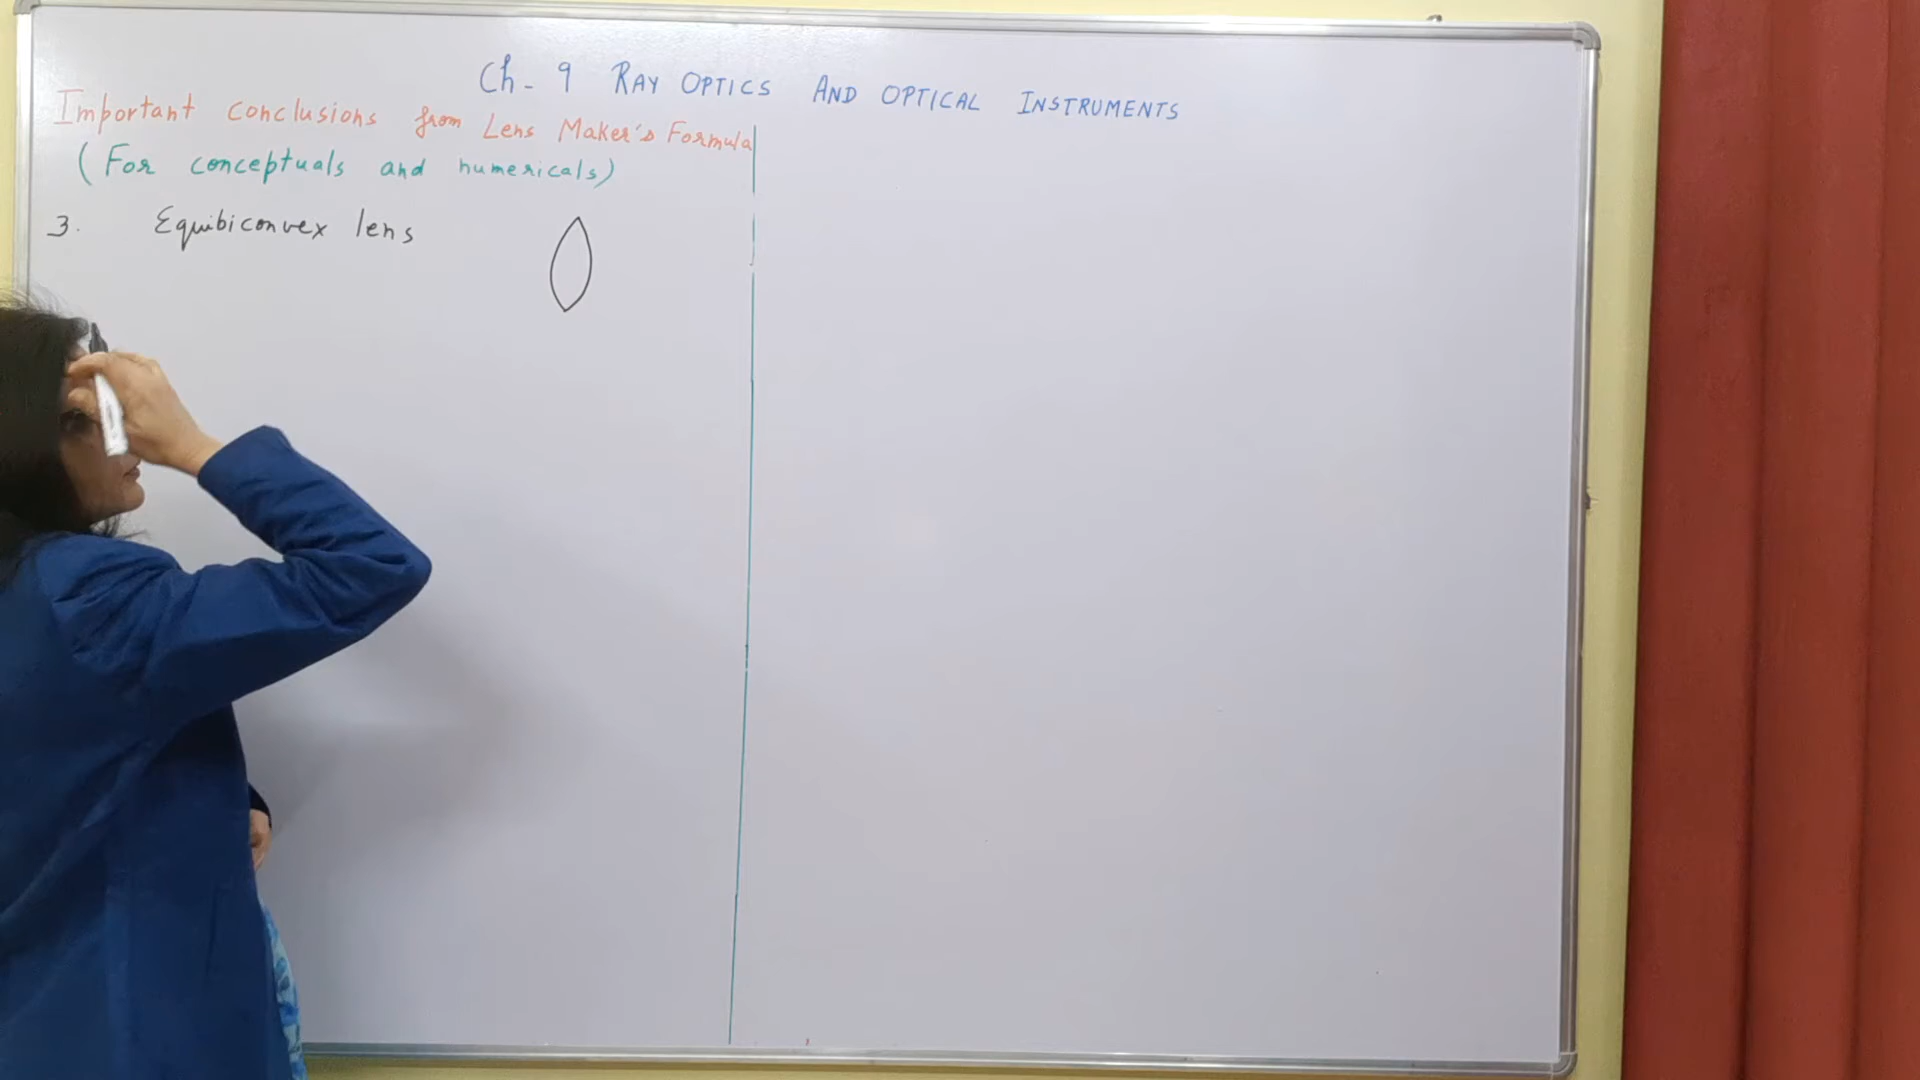 Ch - 9 RAY OPTICS AND OPTICAL INSTRUMENTS
Important conclusions from Lens Maker's Formula
(For conceptuals and numericals)
3. Equibiconvex lens